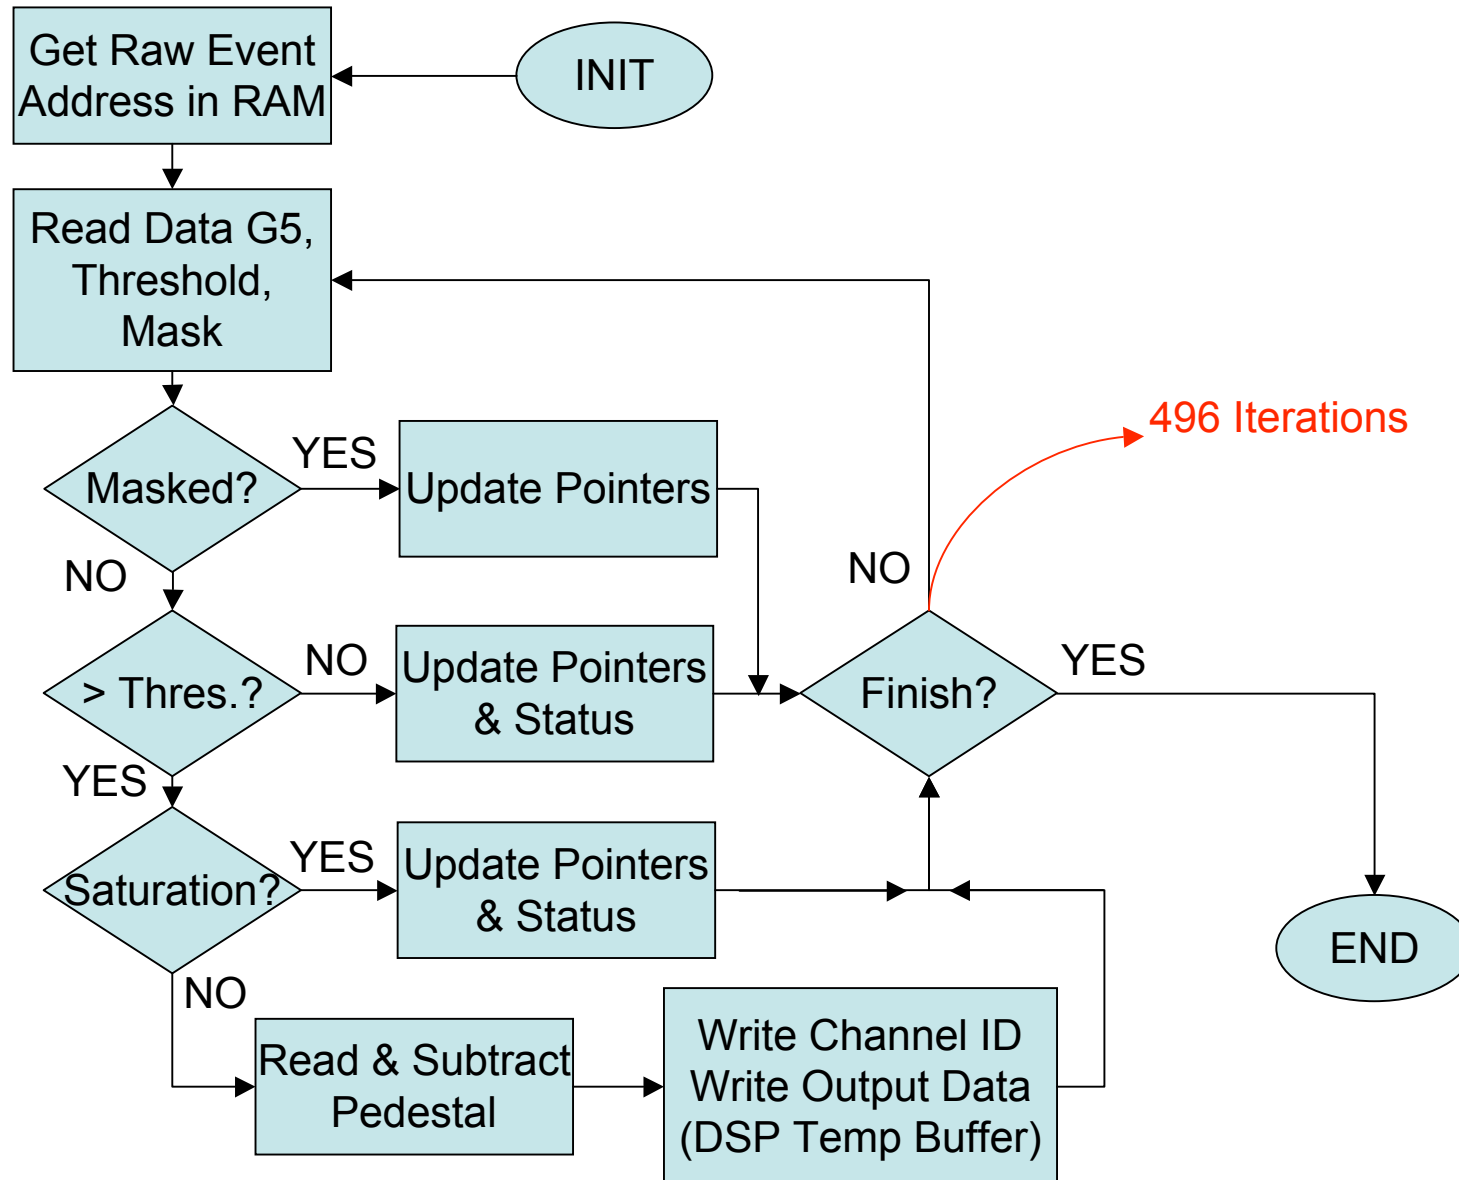 Get Raw Event
Address in RAM
INIT
Read Data G5,
Threshold,
Mask
496 Iterations
Masked?
YES
Update Pointers
NO
NO
> Thres.?
NO
Update Pointers
& Status
Finish?
YES
YES
Saturation?
YES
Update Pointers
& Status
END
NO
Read & Subtract
Pedestal
Write Channel ID
Write Output Data
(DSP Temp Buffer)